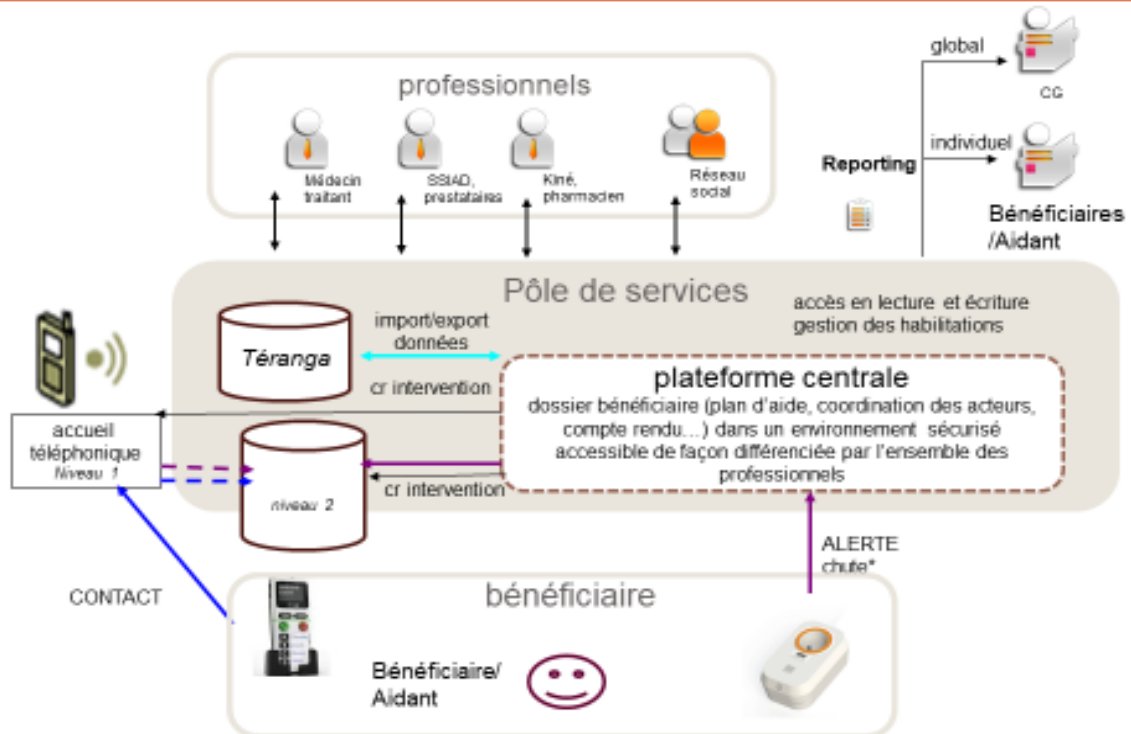 professionnels
Médecin
traitant
SSIAD,
prestataires
Kiné,
pharmacien
Réseau
social
global
CG
individuel
Reporting
Bénéficiaires
/Aidant
Pôle de services
accès en lecture et écriture
gestion des habilitations
Téranga
import/export
données
cr intervention
plateforme centrale
dossier bénéficiaire (plan d'aide, coordination des acteurs,
compte rendu…) dans un environnement sécurisé
accessible de façon différenciée par l'ensemble des
professionnels
accueil
téléphonique
Niveau 1
niveau 2
cr intervention
ALERTE
chute*
CONTACT
bénéficiaire
Bénéficiaire/
Aidant